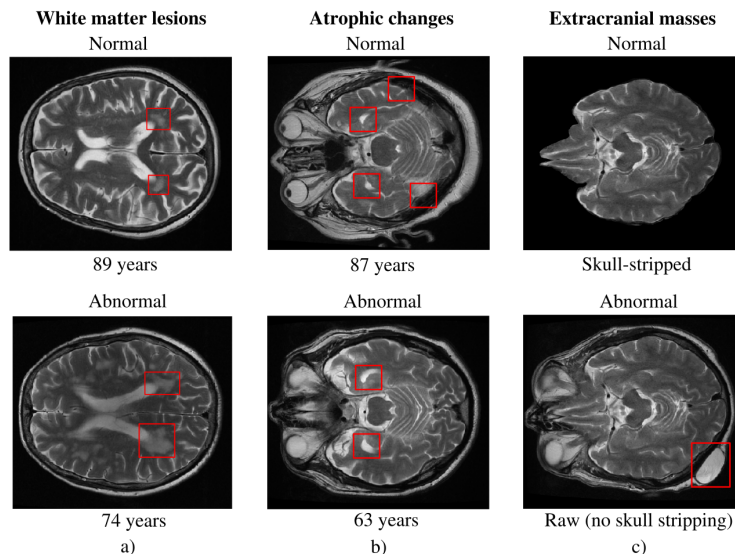 White matter lesions
Normal
89 years
Abnormal
74 years
a)
Atrophic changes
Normal
87 years
Abnormal
63 years
b)
Extracranial masses
Normal
Skull-stripped
Abnormal
Raw (no skull stripping)
c)